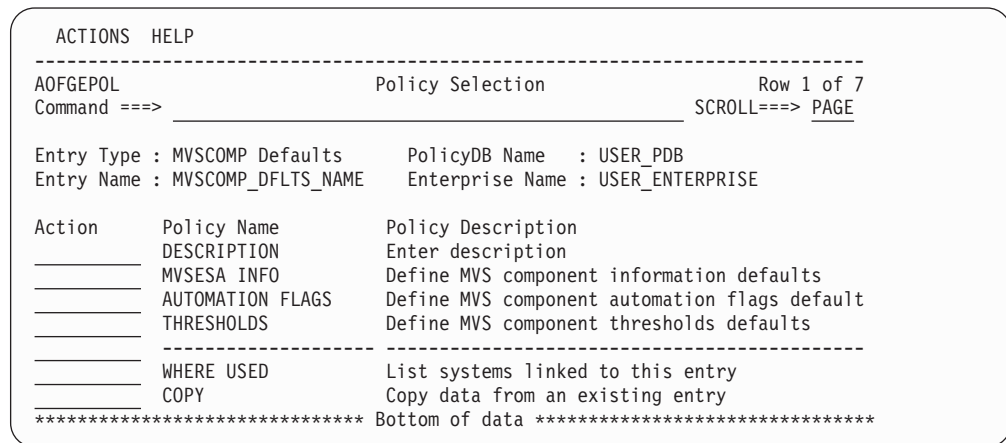 ACTIONS HELP
-------------------------------------------------------------------------------
AOFGEPOL Policy Selection Row 1 of 7
Command ===> SCROLL===> PAGE
Entry Type : MVSCOMP Defaults PolicyDB Name : USER_PDB
Entry Name : MVSCOMP_DFLTS_NAME Enterprise Name : USER_ENTERPRISE
Action Policy Name Policy Description
DESCRIPTION Enter description
MVSESA INFO Define MVS component information defaults
AUTOMATION FLAGS Define MVS component automation flags default
THRESHOLDS Define MVS component thresholds defaults
-------------------- ---------------------------------------------
WHERE USED List systems linked to this entry
COPY Copy data from an existing entry
******************************* Bottom of data ********************************